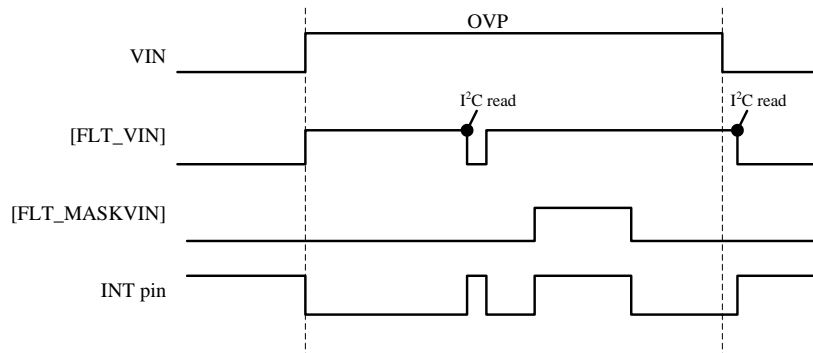 OVP
VIN
I²C read
I²C read
[FLT_VIN]
[FLT_MASKVIN]
INT pin